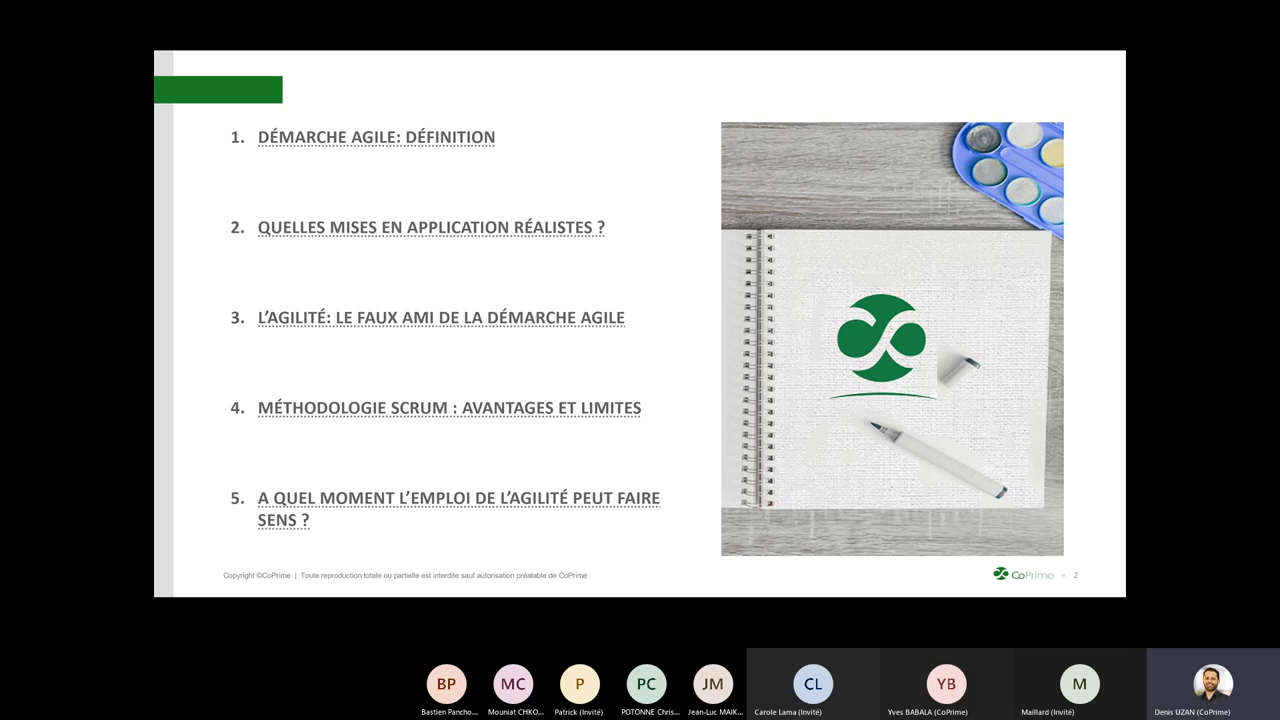 1. DÉMARCHE AGILE: DÉFINITION
2. QUELLES MISES EN APPLICATION RÉALISTES ?
3. L’AGILITÉ: LE FAUX AMI DE LA DÉMARCHE AGILE
4. MÉTHODOLOGIE SCRUM : AVANTAGES ET LIMITES
5. A QUEL MOMENT L’EMPLOI DE L’AGILITÉ PEUT FAIRE
SENS ?
Copyright ©CoPrime | Toute reproduction totale ou partielle est interdite sauf autorisation préalable de CoPrime
CoPrime - 2
BP MC P PC JM CL YB M
Bastien Pancho... Mouniat CHKO... Patrick (Invité) POTONNE Chris... Jean-Luc MAIK... Carole Lama (Invité) Yves BABALA (CoPrime) Maillard (Invité) Denis UZAN (CoPrime)